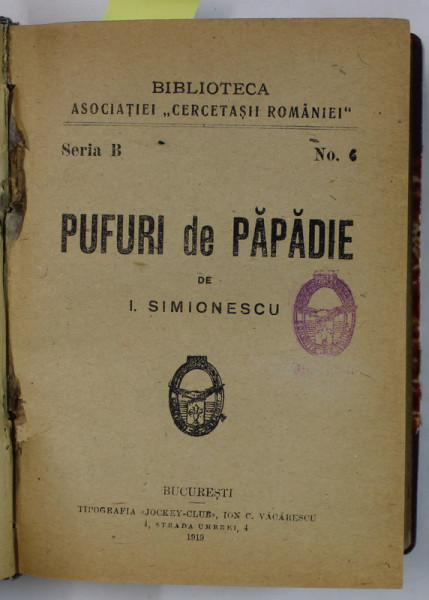 BIBLIOTECA
ASOCIAȚIEI „CERCETAȘII ROMÂNIEI"
Seria B No. 6
PUFURI de PĂPĂDIE
DE
I. SIMIONESCU
BUCUREȘTI
TIPOGRAFIA «JOCKEY-CLUB», ION C. VĂCĂRESCU
4, STRADA UMBREI, 4
1919